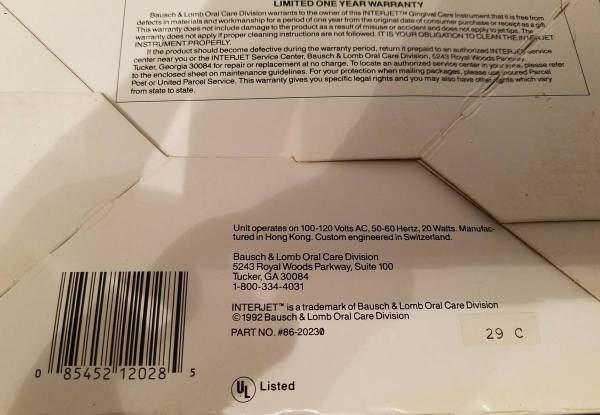 LIMITED ONE YEAR WARRANTY
Bausch & Lomb Oral Care Division warrants to the owner of this INTERJET™ Gingival Care Instrument that it is free from
defects in materials and workmanship for a period of one year from the original date of consumer purchase or receipt as a gift.
This warranty does not include damage to the product as a result of misuse or accident and does not apply to jet tips. The
warranty does not apply if proper cleaning instructions are not followed. IT IS YOUR OBLIGATION TO CLEAN THE INTERJET
INSTRUMENT PROPERLY.
If the product should become defective during the warranty period, return it prepaid to an authorized INTERJET service
center near you or the INTERJET Service Center, Bausch & Lomb Oral Care Division, 5243 Royal Woods Parkway,
Tucker, Georgia 30084 for repair or replacement at no charge. To locate an authorized service center in your area, please refer
to the enclosed sheet on maintenance guidelines. For your protection when mailing packages, please use insured Parcel
Post or United Parcel Service. This warranty gives you specific legal rights and you may also have other rights which vary
from state to state.
Unit operates on 100-120 Volts AC, 50-60 Hertz, 20 Watts. Manufac-
tured in Hong Kong. Custom engineered in Switzerland.
Bausch & Lomb Oral Care Division
5243 Royal Woods Parkway, Suite 100
Tucker, GA 30084
1-800-334-4031
INTERJET™ is a trademark of Bausch & Lomb Oral Care Division
©1992 Bausch & Lomb Oral Care Division
PART NO. #86-20230
29 C
0 85452 12028 5
UL Listed